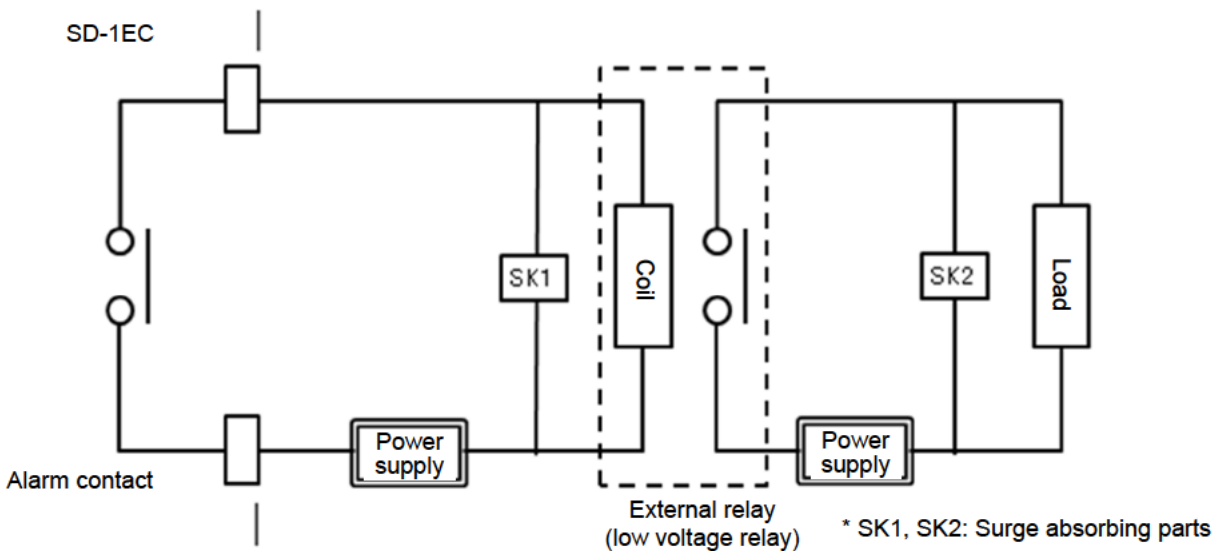 SD-1EC
SK1
Coil
SK2
Load
Power
supply
Power
supply
Alarm contact
External relay
(low voltage relay)
* SK1, SK2: Surge absorbing parts